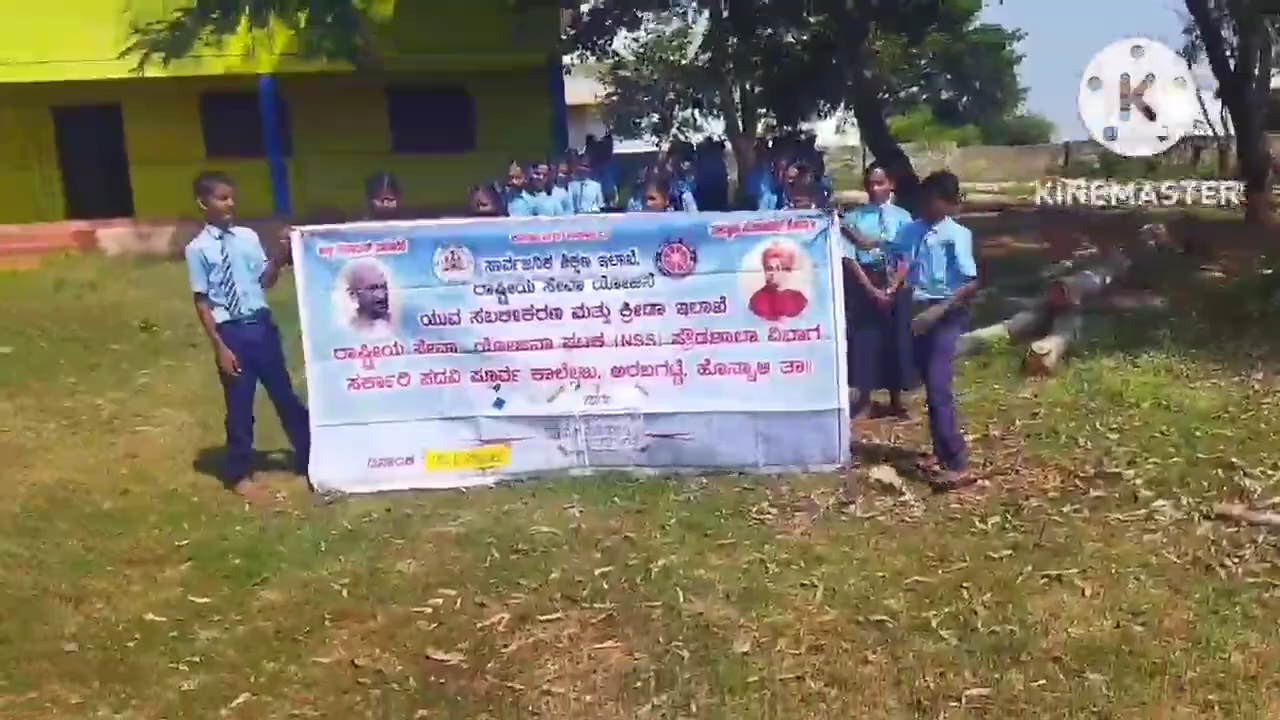 ಸಾರ್ವಜನಿಕ ಶಿಕ್ಷಣ ಇಲಾಖೆ,
ರಾಷ್ಟ್ರೀಯ ಸೇವಾ ಯೋಜನೆ
ಯುವ ಸಬಲೀಕರಣ ಮತ್ತು ಕ್ರೀಡಾ ಇಲಾಖೆ
ರಾಷ್ಟ್ರೀಯ ಸೇವಾ ಯೋಜನಾ ಘಟಕ (NSS) ಪ್ರೌಢಶಾಲಾ ವಿಭಾಗ
ಸರ್ಕಾರಿ ಪದವಿ ಪೂರ್ವ ಕಾಲೇಜು, ಅರಬಗಟ್ಟೆ, ಹೊನ್ನಾಳಿ ತಾ||
ದಿನಾಂಕ
K
KINEMASTER